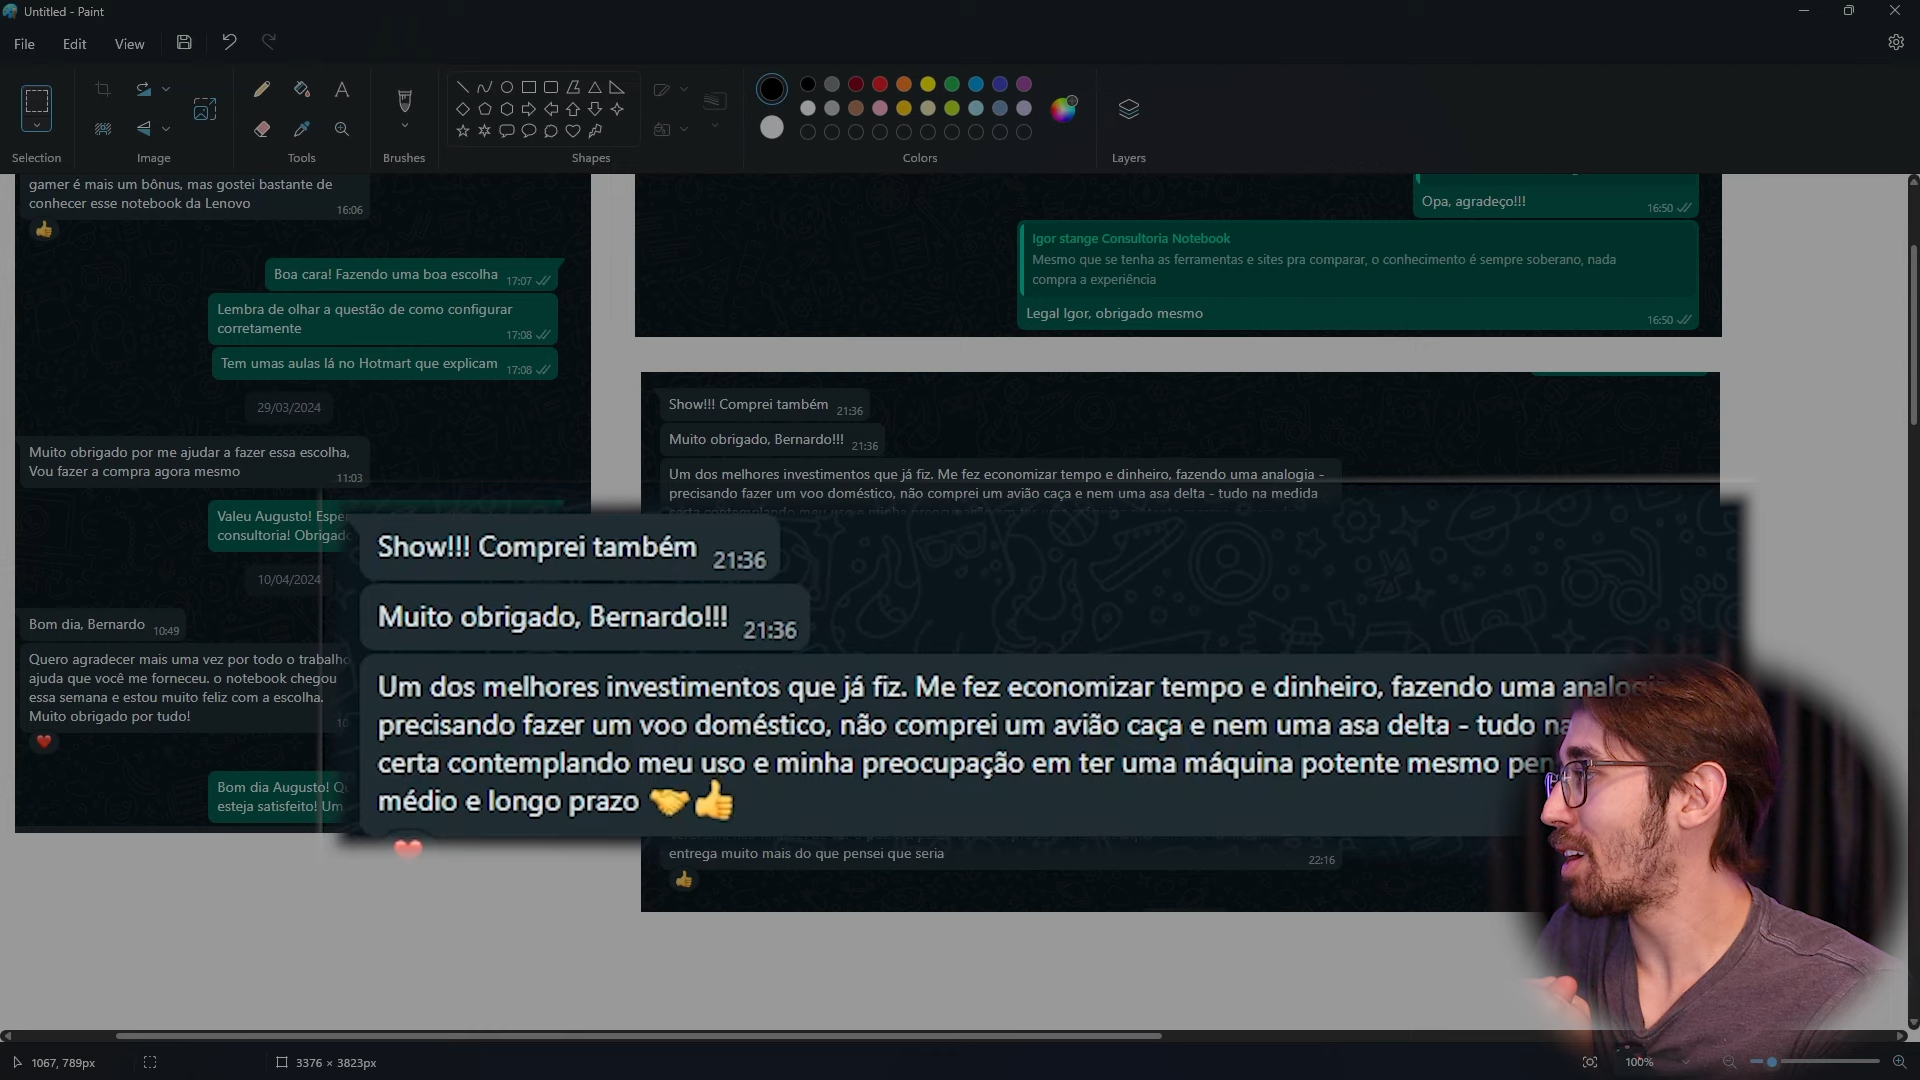 Untitled - Paint
File
Edit
View
Selection
Image
Tools
Brushes
Shapes
Colors
Layers
gamer é mais um bônus, mas gostei bastante de
conhecer esse notebook da Lenovo
16:06
Boa cara! Fazendo uma boa escolha
17:07
Lembra de olhar a questão de como configurar
corretamente
17:08
Tem umas aulas lá no Hotmart que explicam
17:08
29/03/2024
Muito obrigado por me ajudar a fazer essa escolha,
Vou fazer a compra agora mesmo
11:03
Valeu Augusto!
consultoria!
10/04/2024
Bom dia, Bernardo
10:49
Quero agradecer mais uma vez por todo o trabalho
ajuda que você me forneceu. o notebook chegou
essa semana e estou muito feliz com a escolha.
Muito obrigado por tudo!
Bom dia Augusto!
esteja satisfeito! Um
Opa, agradeço!!!
16:50
Igor stange Consultoria Notebook
Mesmo que se tenha as ferramentas e sites pra comparar, o conhecimento é sempre soberano, nada
compra a experiência
Legal Igor, obrigado mesmo
16:50
Show!!! Comprei também
21:36
Muito obrigado, Bernardo!!!
21:36
Um dos melhores investimentos que já fiz. Me fez economizar tempo e dinheiro, fazendo uma analogia -
precisando fazer um voo doméstico, não comprei um avião caça e nem uma asa delta - tudo na medida
Show!!! Comprei também
21:36
Muito obrigado, Bernardo!!!
21:36
Um dos melhores investimentos que já fiz. Me fez economizar tempo e dinheiro, fazendo uma
precisando fazer um voo doméstico, não comprei um avião caça e nem uma asa delta - tudo na
certa contemplando meu uso e minha preocupação em ter uma máquina potente mesmo
médio e longo prazo 🤝👍
entrega muito mais do que pensei que seria
22:16
1067, 789px
3376 × 3823px
100%